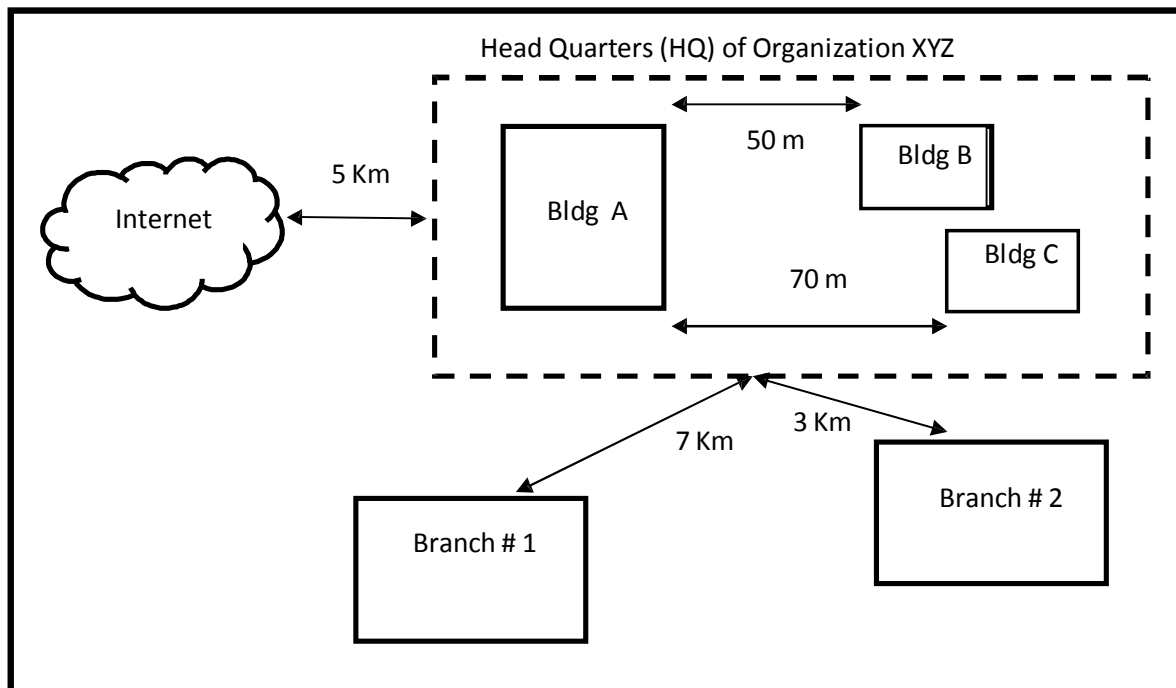 Head Quarters (HQ) of Organization XYZ
50 m
Bldg B
5 Km
Internet
Bldg A
Bldg C
70 m
7 Km
3 Km
Branch # 2
Branch # 1